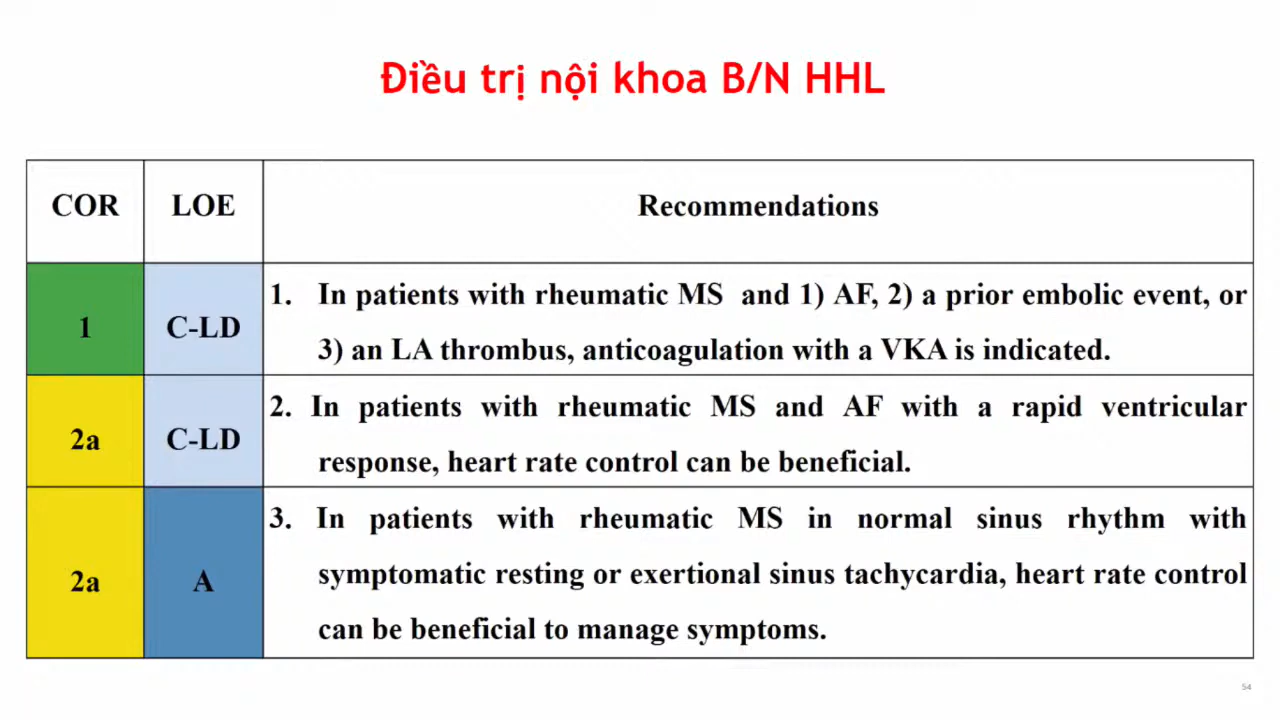 Điều trị nội khoa B/N HHL
COR LOE Recommendations
1 C-LD
1. In patients with rheumatic MS and 1) AF, 2) a prior embolic event, or
3) an LA thrombus, anticoagulation with a VKA is indicated.
2a C-LD
2. In patients with rheumatic MS and AF with a rapid ventricular
response, heart rate control can be beneficial.
2a A
3. In patients with rheumatic MS in normal sinus rhythm with
symptomatic resting or exertional sinus tachycardia, heart rate control
can be beneficial to manage symptoms.
54